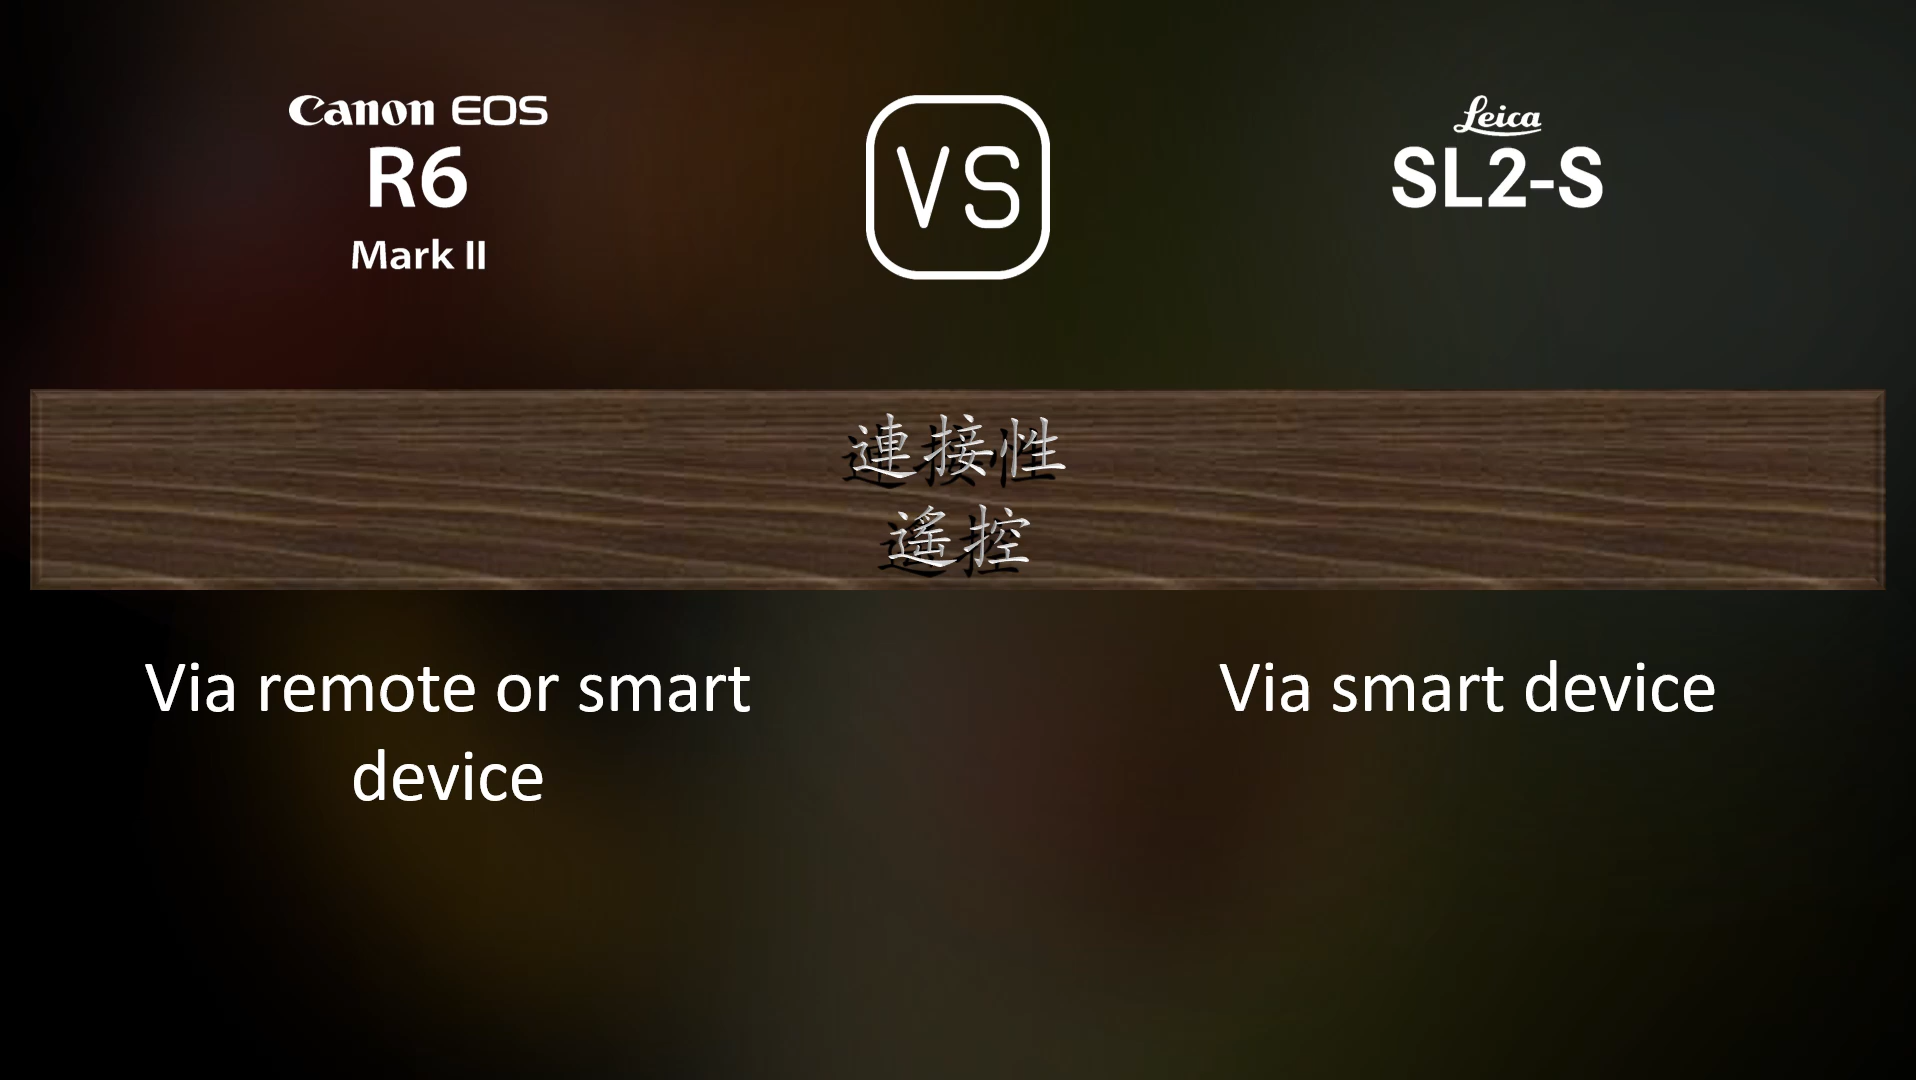 Canon EOS
R6
Mark II
VS
Leica
SL2-S
連接性
遙控
Via remote or smart
device
Via smart device